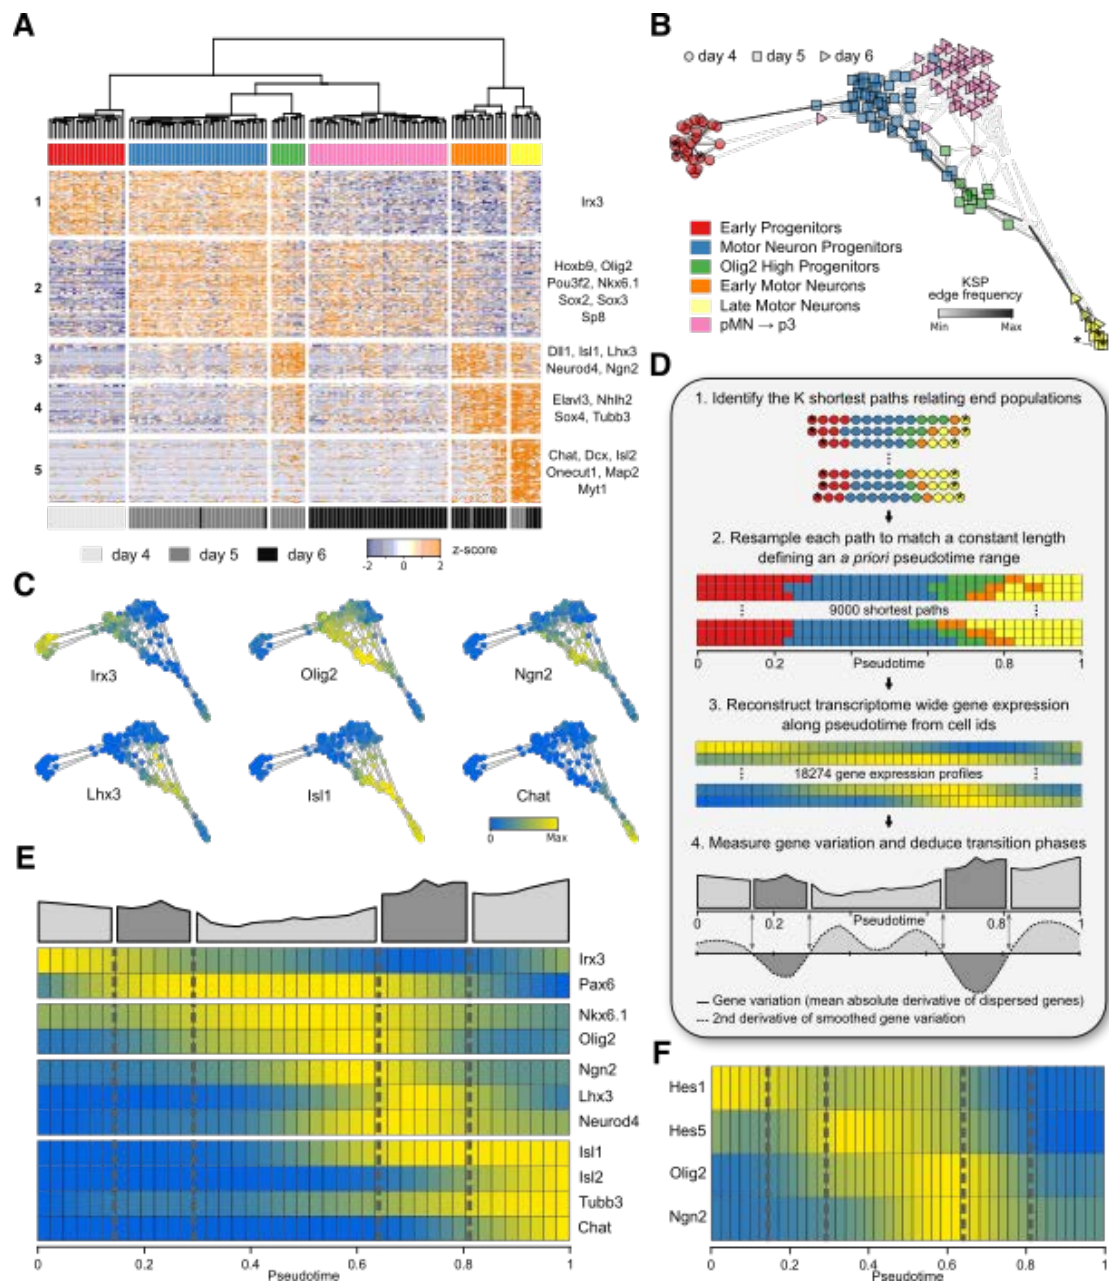 A
1
Irx3
2
Hoxb9, Olig2
Pou3f2, Nkx6.1
Sox2, Sox3
Sp8
3
Dll1, Isl1, Lhx3
Neurod4, Ngn2
4
Elavl3, Nhlh2
Sox4, Tubb3
5
Chat, Dcx, Isl2
Onecut1, Map2
Myt1
day 4 day 5 day 6
-2 0 2
z-score
B
day 4 day 5 day 6
Early Progenitors
Motor Neuron Progenitors
Olig2 High Progenitors
Early Motor Neurons
Late Motor Neurons
pMN → p3
KSP
edge frequency
Min Max
*
C
Irx3
Olig2
Ngn2
Lhx3
Isl1
Chat
0 Max
D
1. Identify the K shortest paths relating end populations
2. Resample each path to match a constant length
defining an a priori pseudotime range
9000 shortest paths
0 0.2 Pseudotime 0.8 1
3. Reconstruct transcriptome wide gene expression
along pseudotime from cell ids
18274 gene expression profiles
4. Measure gene variation and deduce transition phases
0 0.2 Pseudotime 0.8 1
Gene variation (mean absolute derivative of dispersed genes)
2nd derivative of smoothed gene variation
E
Irx3
Pax6
Nkx6.1
Olig2
Ngn2
Lhx3
Neurod4
Isl1
Isl2
Tubb3
Chat
0 0.2 0.4 0.6 0.8 1
Pseudotime
F
Hes1
Hes5
Olig2
Ngn2
0 0.2 0.4 0.6 0.8 1
Pseudotime